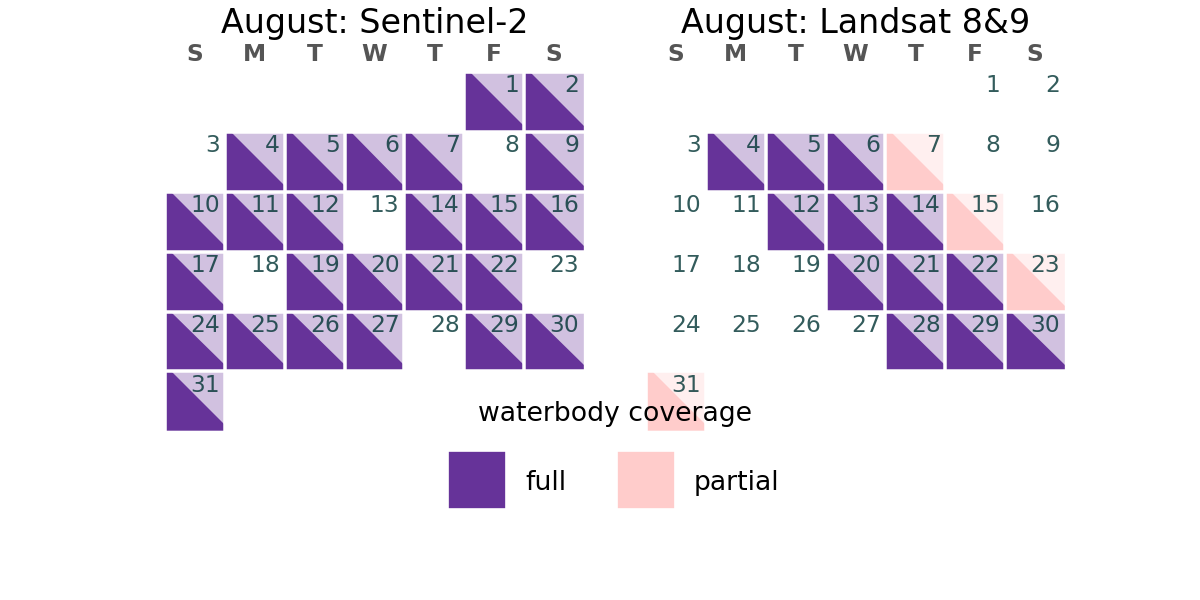 August: Sentinel-2
S M T W T F S
1 2
3 4 5 6 7 8 9
10 11 12 13 14 15 16
17 18 19 20 21 22 23
24 25 26 27 28 29 30
31
August: Landsat 8&9
S M T W T F S
1 2
3 4 5 6 7 8 9
10 11 12 13 14 15 16
17 18 19 20 21 22 23
24 25 26 27 28 29 30
31
waterbody coverage
full partial